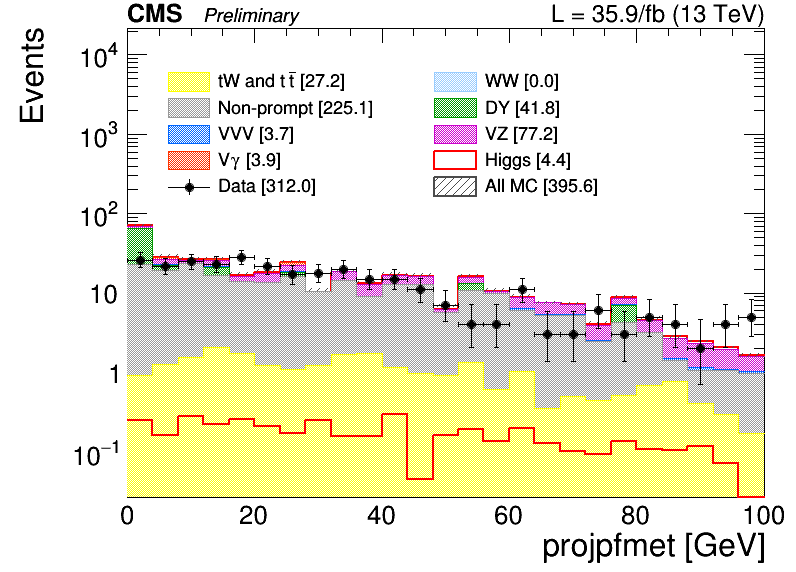 CMS Preliminary L = 35.9/fb (13 TeV)
Events
10^4
10^3
10^2
10
1
10^−1
tW and t t̄ [27.2] WW [0.0]
Non-prompt [225.1] DY [41.8]
VVV [3.7] VZ [77.2]
Vγ [3.9] Higgs [4.4]
Data [312.0] All MC [395.6]
0 20 40 60 80 100
projpfmet [GeV]